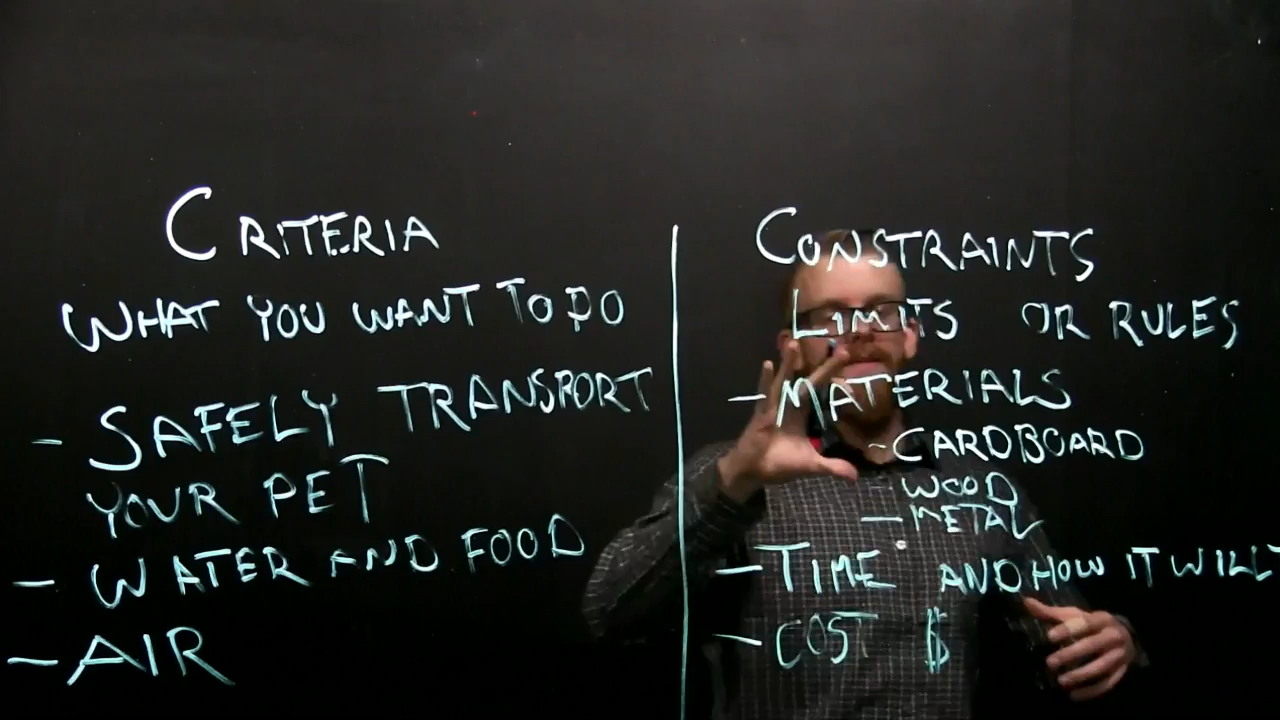 CRITERIA
WHAT YOU WANT TO DO
- SAFELY TRANSPORT
YOUR PET
- WATER AND FOOD
- AIR
CONSTRAINTS
LIMITS OR RULES
- MATERIALS
- CARDBOARD
- WOOD
- METAL
- TIME AND HOW IT WILL
- COST $